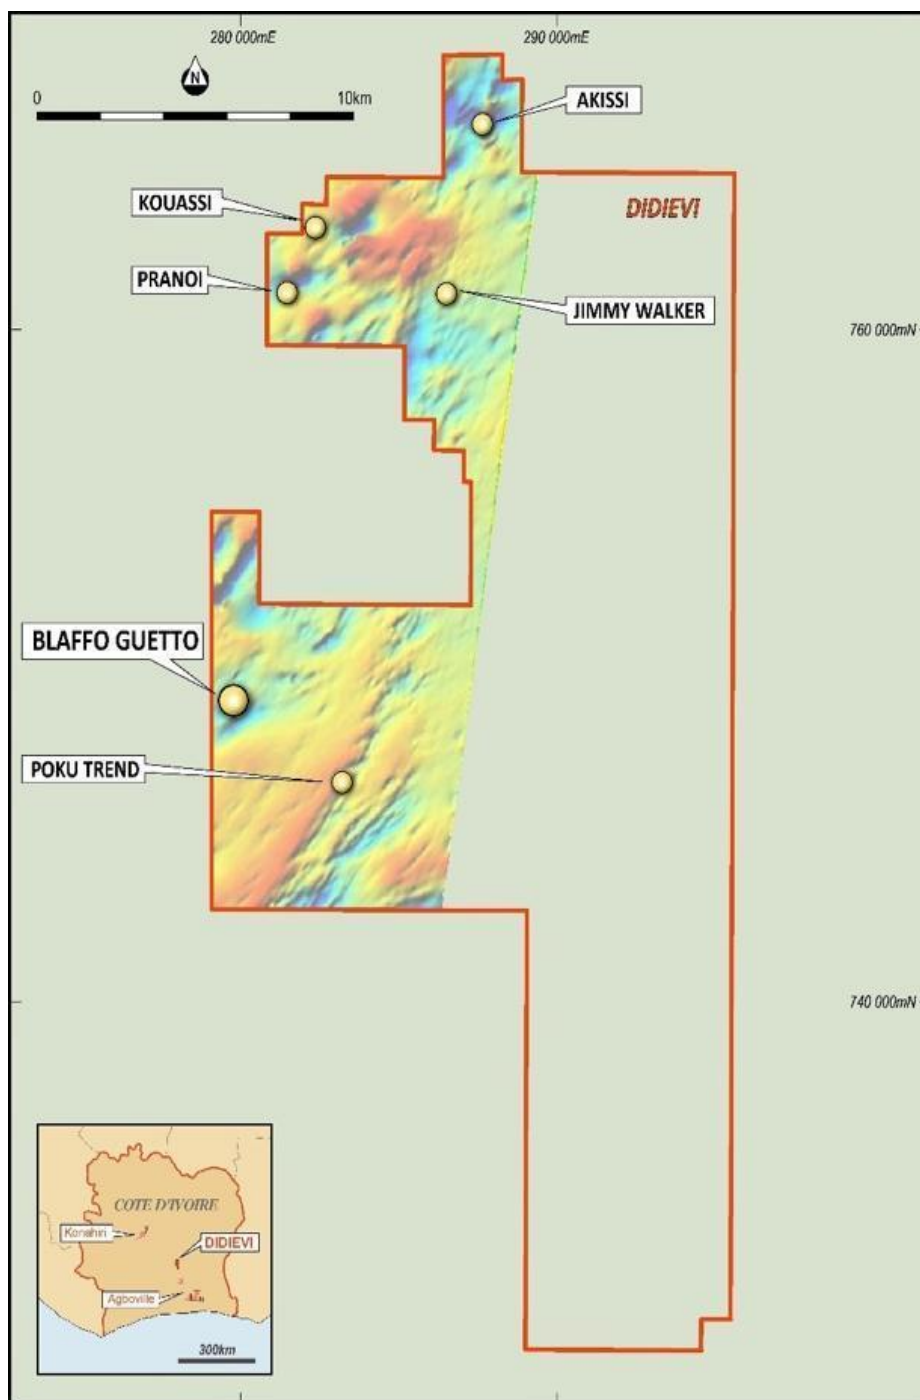 280 000mE
290 000mE
N
0
10km
AKISSI
KOUASSI
DIDIEVI
PRANOI
JIMMY WALKER
760 000mN
BLAFFO GUETTO
POKU TREND
740 000mN
COTE D'IVOIRE
Konahiri
DIDIEVI
Agboville
300km